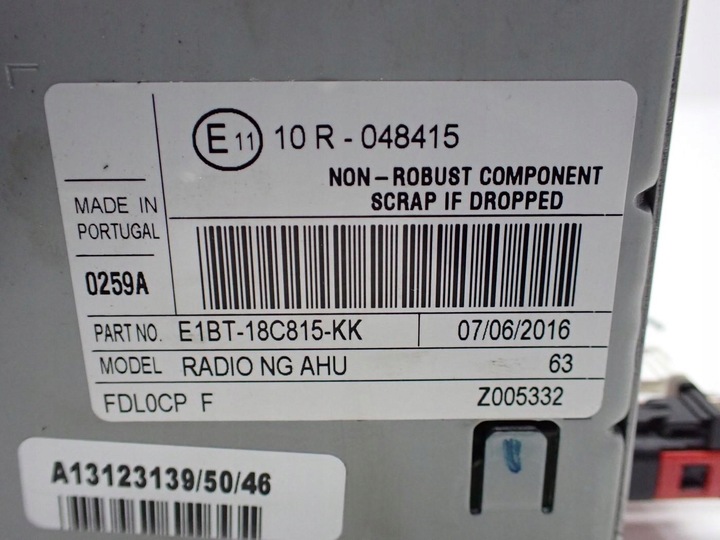 E 11 10 R - 048415
NON-ROBUST COMPONENT
SCRAP IF DROPPED
MADE IN
PORTUGAL
0259A
PART NO. E1BT-18C815-KK 07/06/2016
MODEL RADIO NG AHU 63
FDL0CP F Z005332
A13123139/50/46